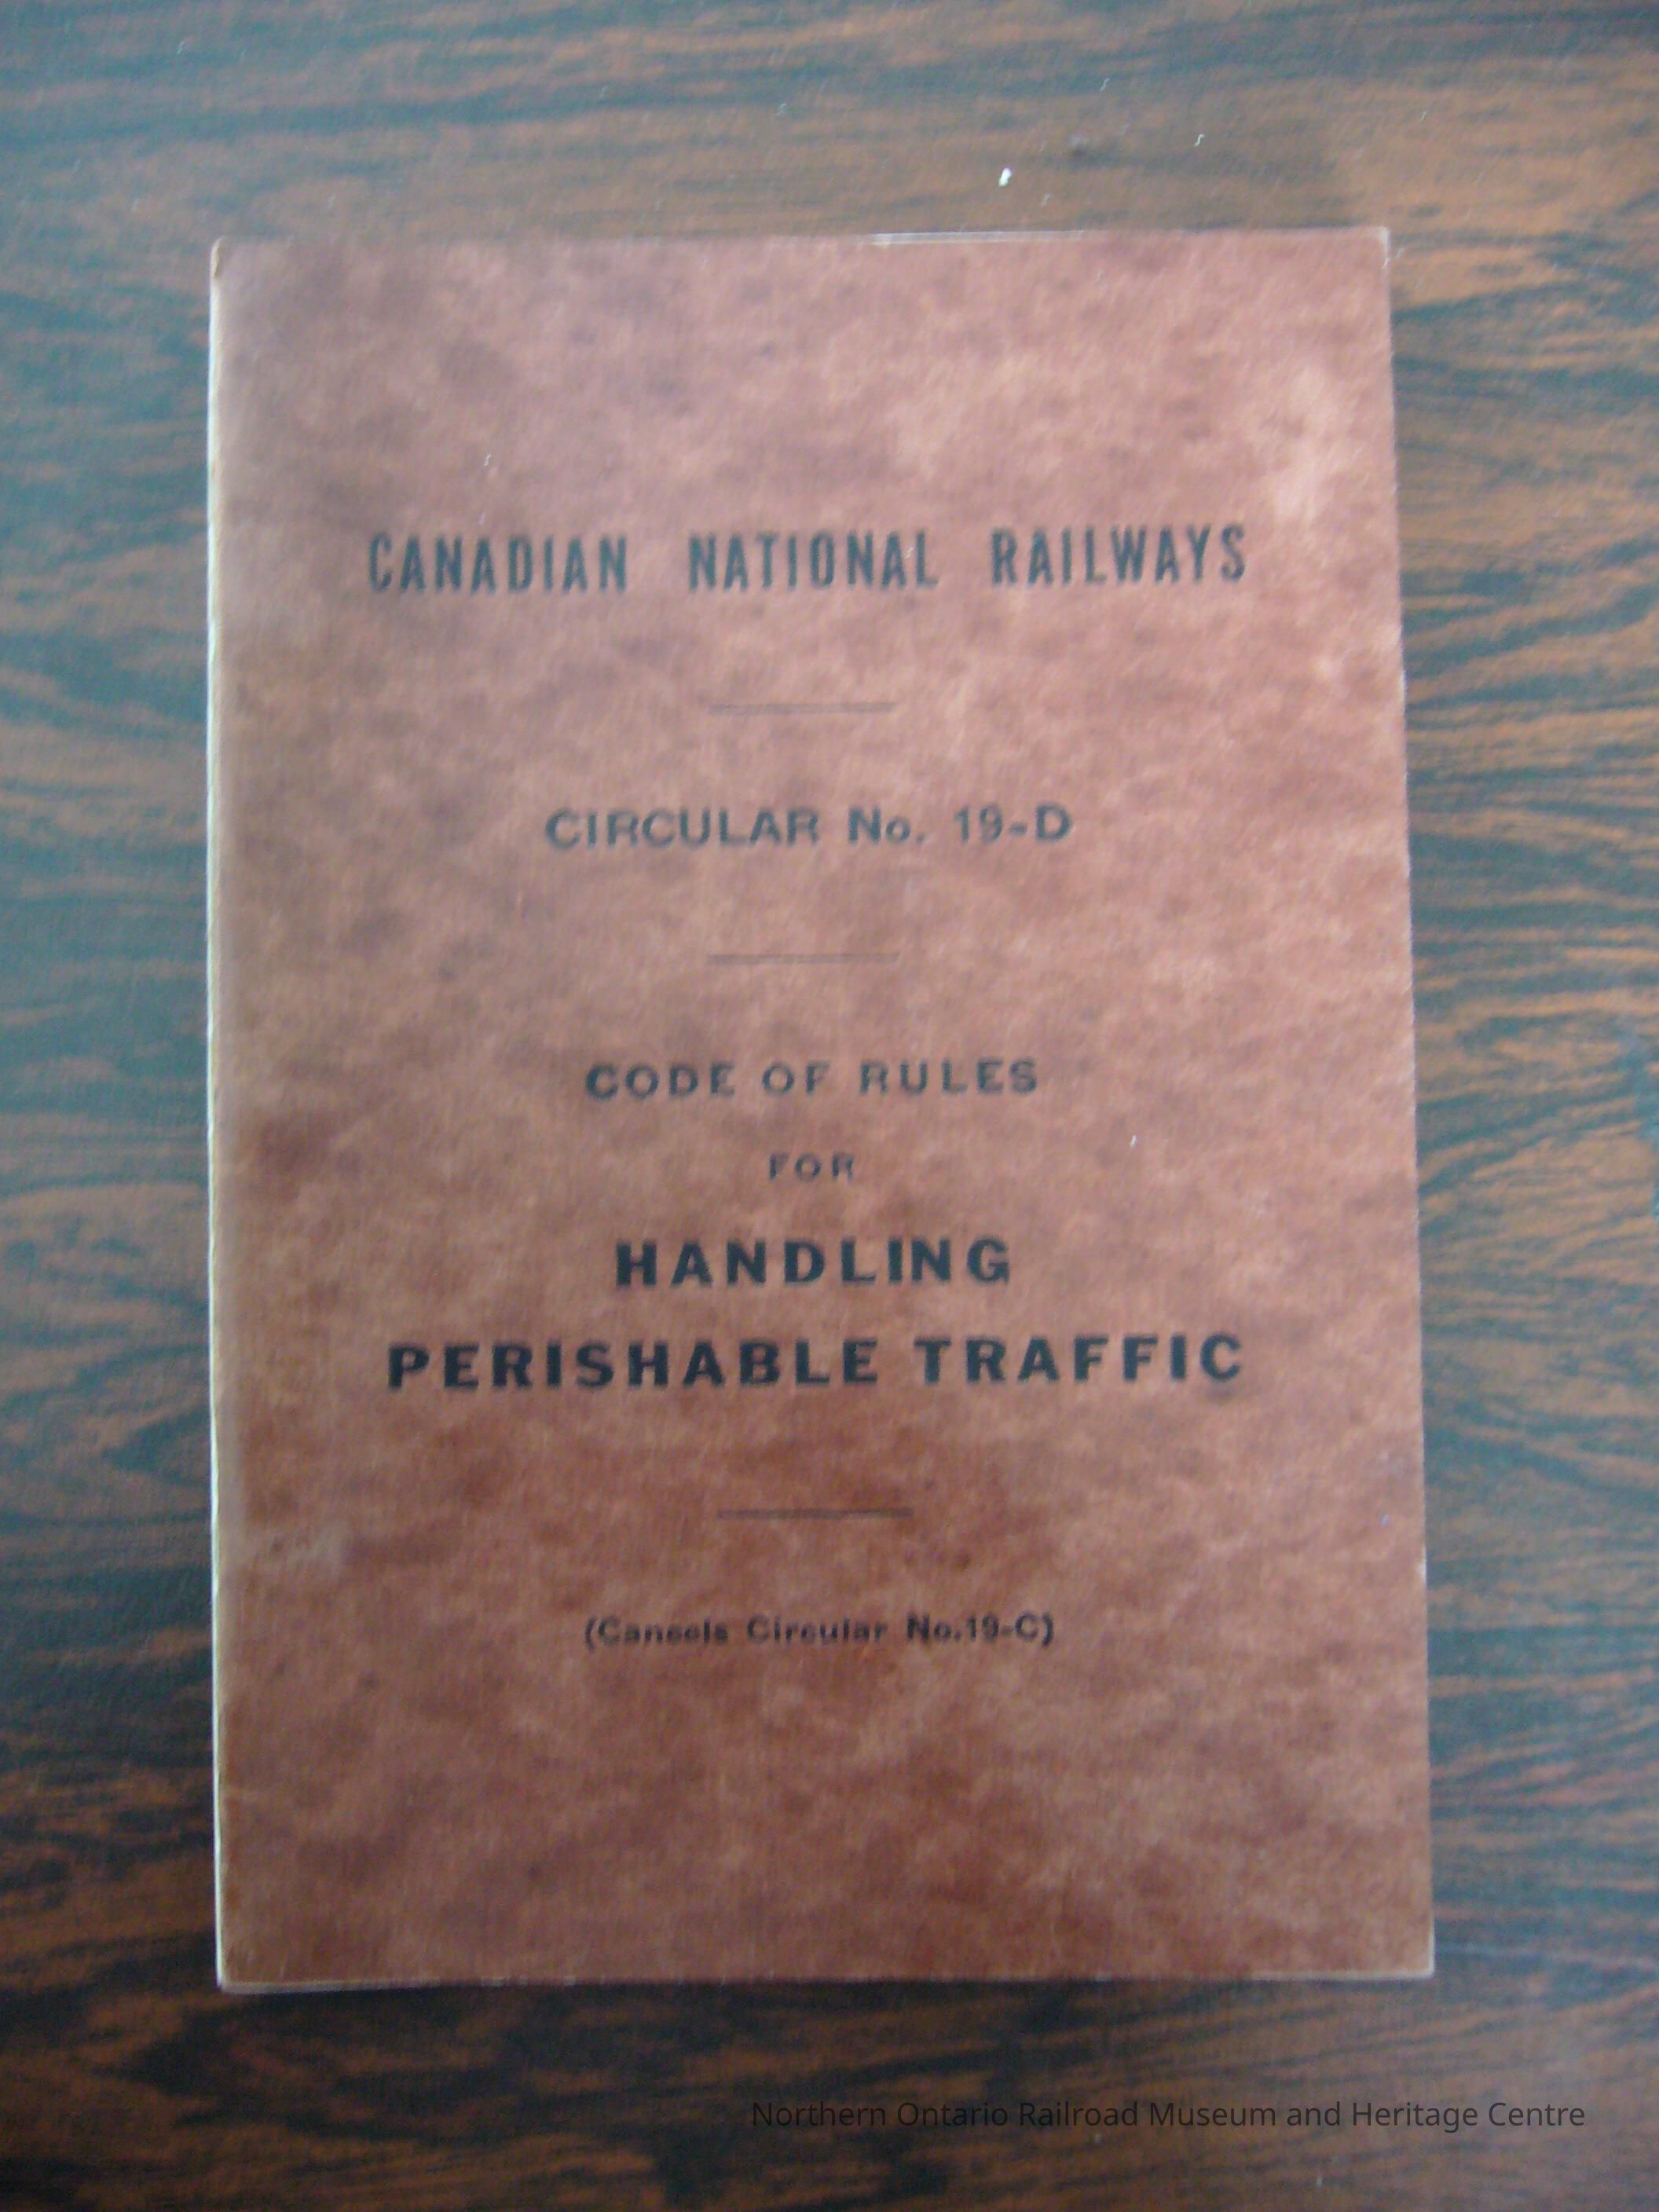 CANADIAN NATIONAL RAILWAYS
CIRCULAR No. 19-D
CODE OF RULES
FOR
HANDLING
PERISHABLE TRAFFIC
(Cancels Circular No.19-C)
Northern Ontario Railroad Museum and Heritage Centre